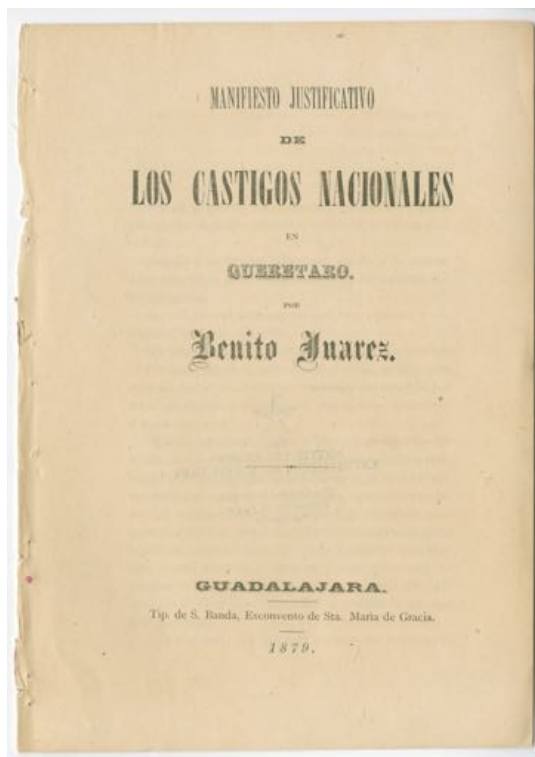 MANIFIESTO JUSTIFICATIVO
DE
LOS CASTIGOS NACIONALES
EN
QUERETARO.
POR
Benito Juarez.
GUADALAJARA.
Tip. de S. Banda, Exconvento de Sta. Maria de Gracia.
1879.